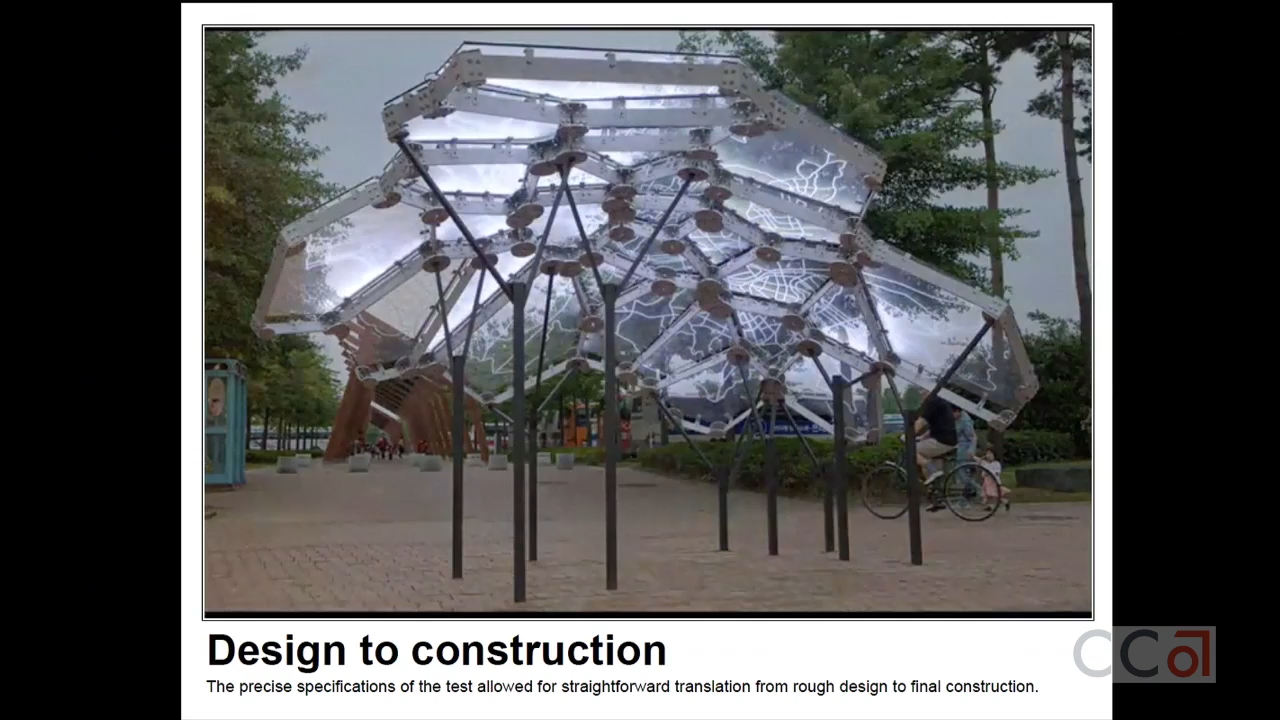 Design to construction
The precise specifications of the test allowed for straightforward translation from rough design to final construction.
CCA